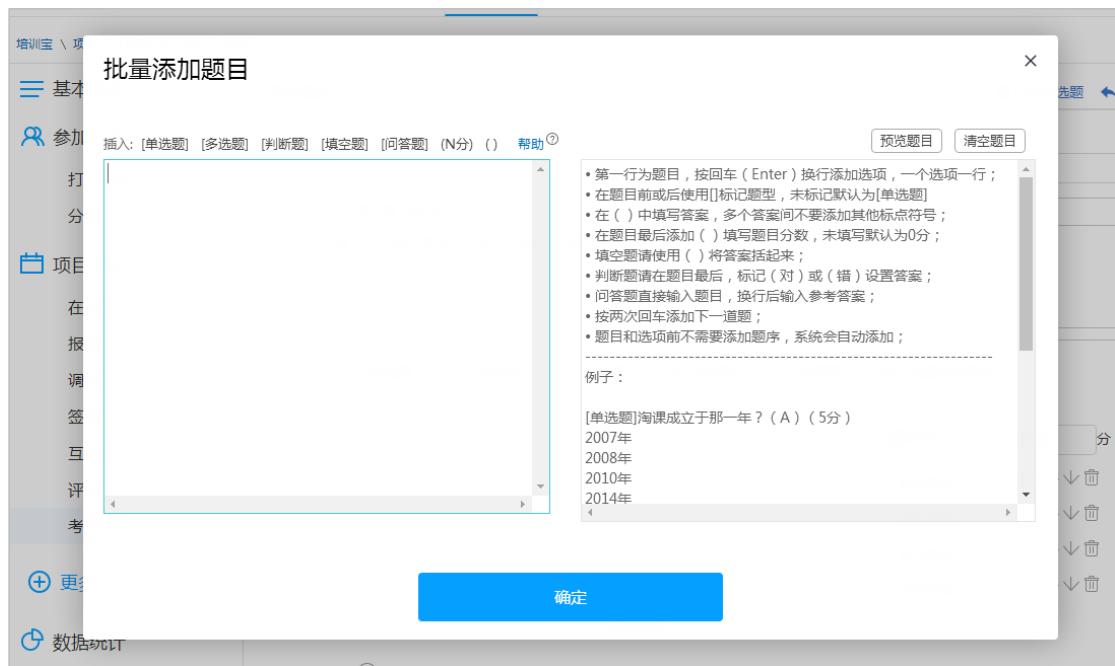 培训宝 \ 项
批量添加题目
基本
选题
参加
插入: [单选题] [多选题] [判断题] [填空题] [问答题] (N分) ( ) 帮助
预览题目 清空题目
• 第一行为题目，按回车（Enter）换行添加选项，一个选项一行；
打
• 在题目前或后使用[]标记题型，未标记默认为[单选题]
• 在（ ）中填写答案，多个答案间不要添加其他标点符号；
分
• 在题目最后添加（ ）填写题目分数，未填写默认为0分；
• 填空题请使用（ ）将答案括起来；
项目
• 判断题请在题目最后，标记（对）或（错）设置答案；
• 问答题直接输入题目，换行后输入参考答案；
在
• 按两次回车添加下一道题；
• 题目和选项前不需要添加题序，系统会自动添加；
报
--------------------------------------------------------------------
例子：
调
[单选题]淘课成立于那一年？（A）（5分）
签
2007年
分
2008年
互
2010年
评
2014年
考
更多
确定
数据统计